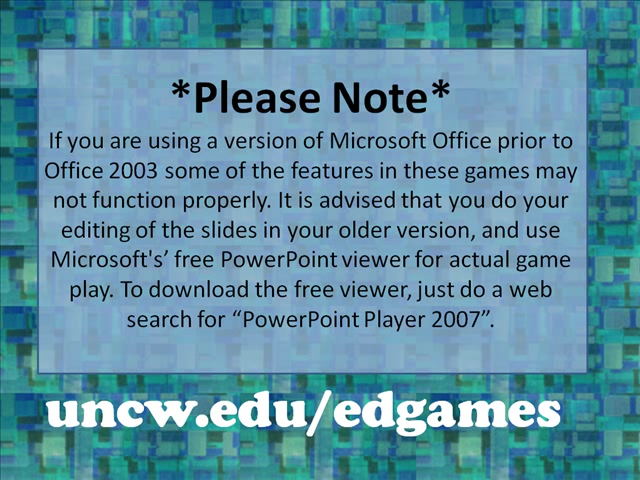 *Please Note*
If you are using a version of Microsoft Office prior to
Office 2003 some of the features in these games may
not function properly. It is advised that you do your
editing of the slides in your older version, and use
Microsoft's’ free PowerPoint viewer for actual game
play. To download the free viewer, just do a web
search for “PowerPoint Player 2007”.
uncw.edu/edgames